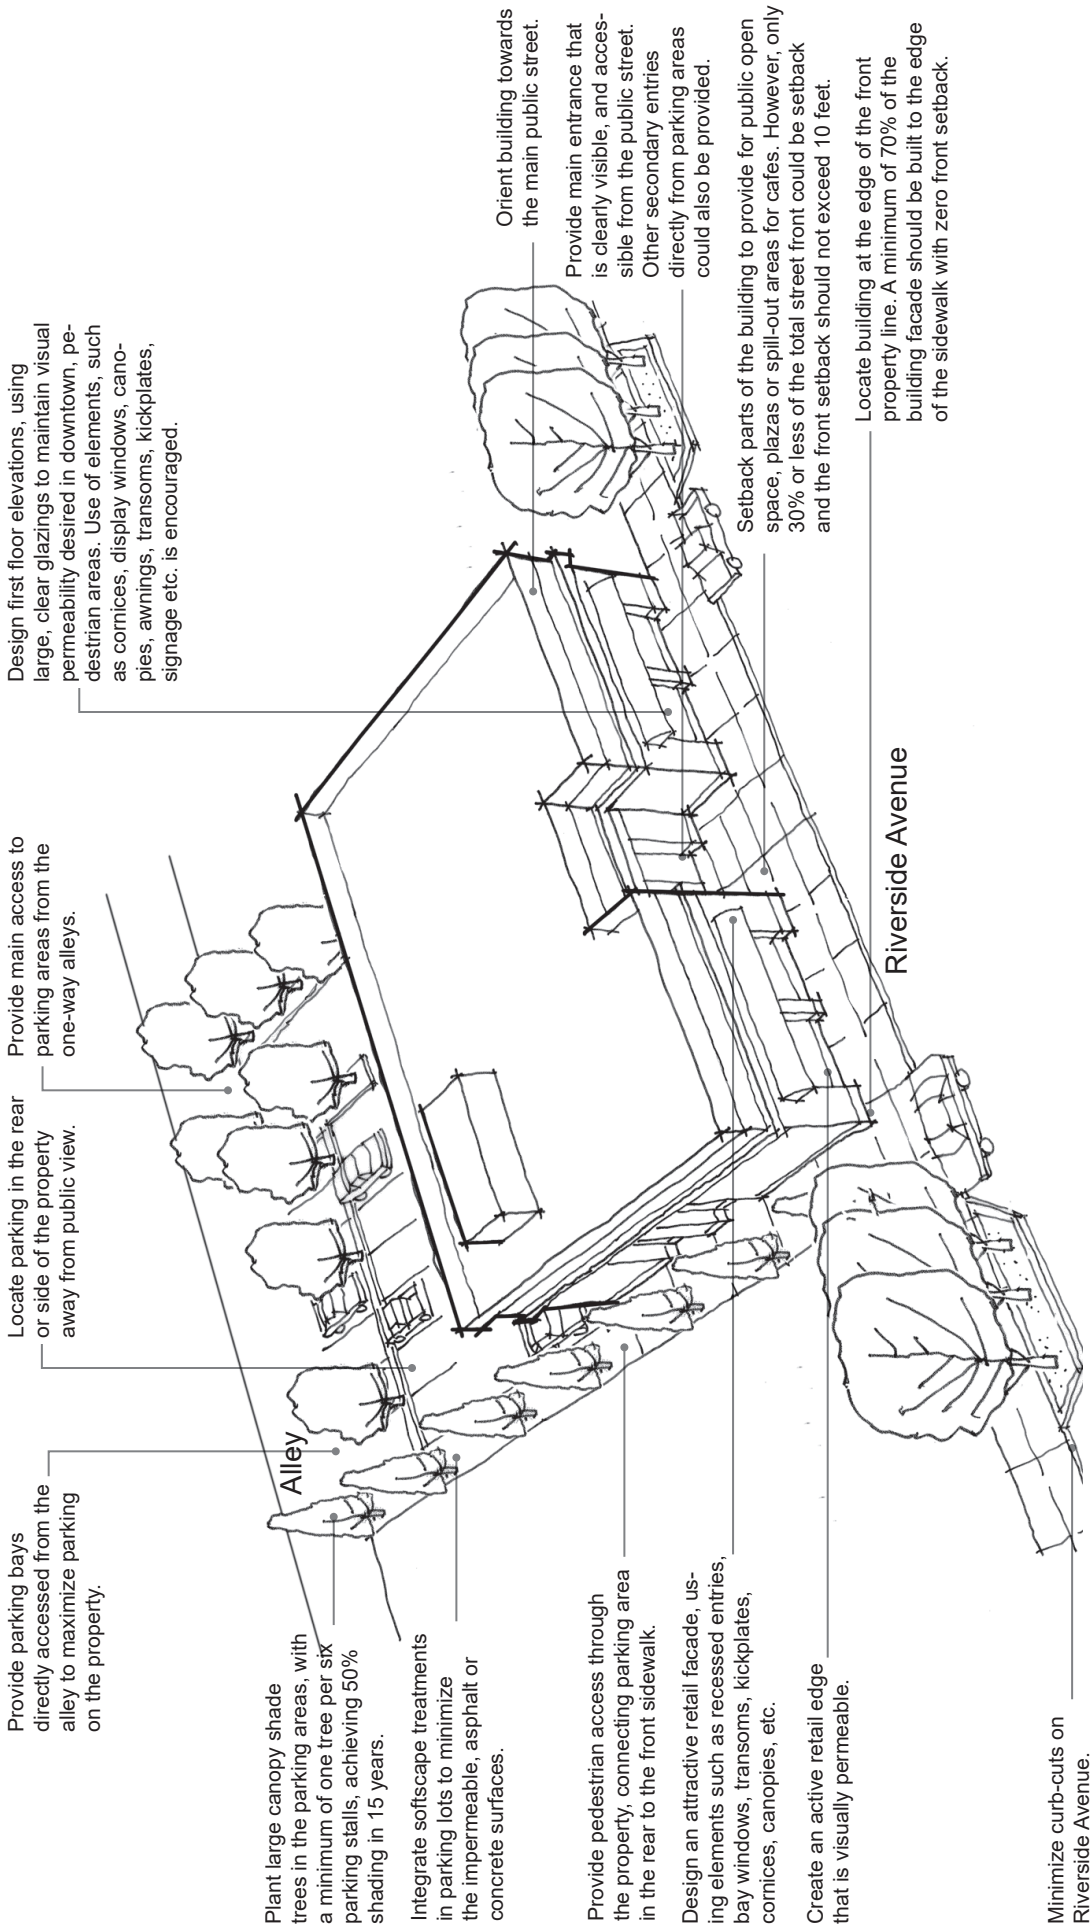 Provide parking bays
directly accessed from the
alley to maximize parking
on the property.
Locate parking in the rear
or side of the property
away from public view.
Provide main access to
parking areas from the
one-way alleys.
Design first floor elevations, using
large, clear glazings to maintain visual
permeability desired in downtown, pe-
destrian areas. Use of elements, such
as cornices, display windows, cano-
pies, awnings, transoms, kickplates,
signage etc. is encouraged.
Plant large canopy shade
trees in the parking areas, with
a minimum of one tree per six
parking stalls, achieving 50%
shading in 15 years.
Alley
Integrate softscape treatments
in parking lots to minimize
the impermeable, asphalt or
concrete surfaces.
Orient building towards
the main public street.
Provide main entrance that
is clearly visible, and acces-
sible from the public street.
Other secondary entries
directly from parking areas
could also be provided.
Provide pedestrian access through
the property, connecting parking area
in the rear to the front sidewalk.
Design an attractive retail facade, us-
ing elements such as recessed entries,
bay windows, transoms, kickplates,
cornices, canopies, etc.
Setback parts of the building to provide for public open
space, plazas or spill-out areas for cafes. However, only
30% or less of the total street front could be setback
and the front setback should not exceed 10 feet.
Create an active retail edge
that is visually permeable.
Locate building at the edge of the front
property line. A minimum of 70% of the
building facade should be built to the edge
of the sidewalk with zero front setback.
Riverside Avenue
Minimize curb-cuts on
Riverside Avenue.